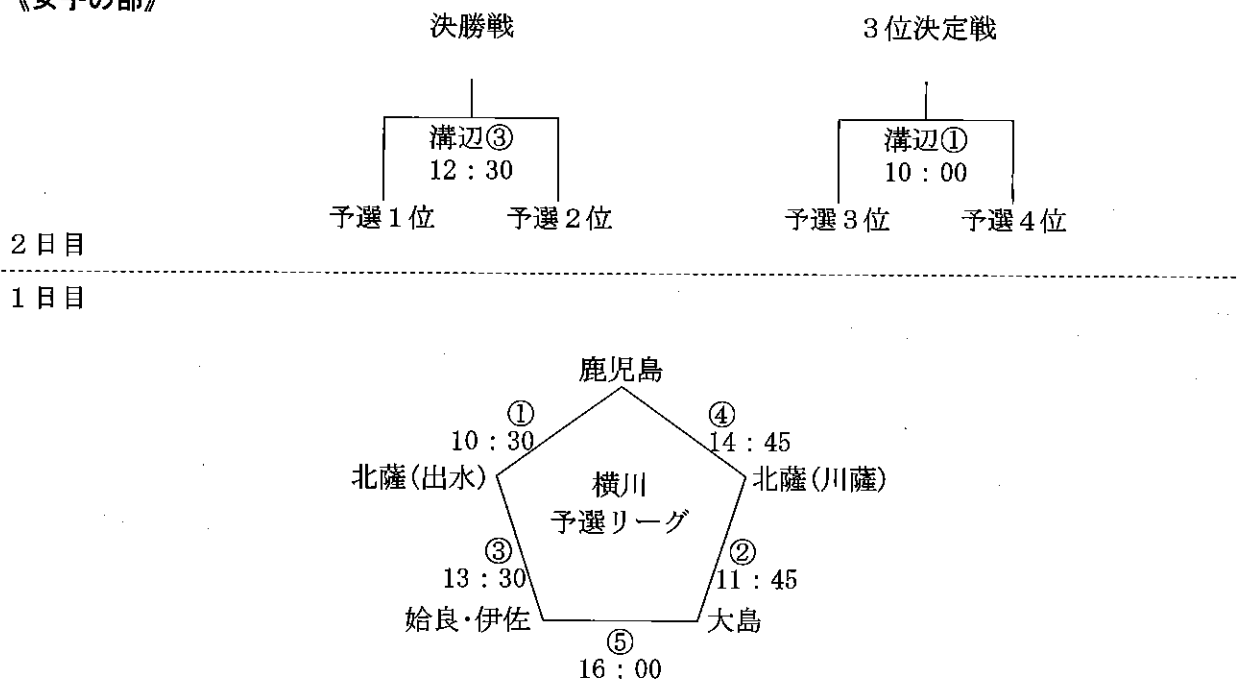 《女子の部》
決勝戦 3位決定戦
溝辺③ 溝辺①
12:30 10:00
予選1位 予選2位 予選3位 予選4位
2日目
1日目
鹿児島
① ④
10:30 14:45
北薩(出水) 横川 北薩(川薩)
予選リーグ
③ ②
13:30 11:45
姶良・伊佐 大島
⑤
16:00